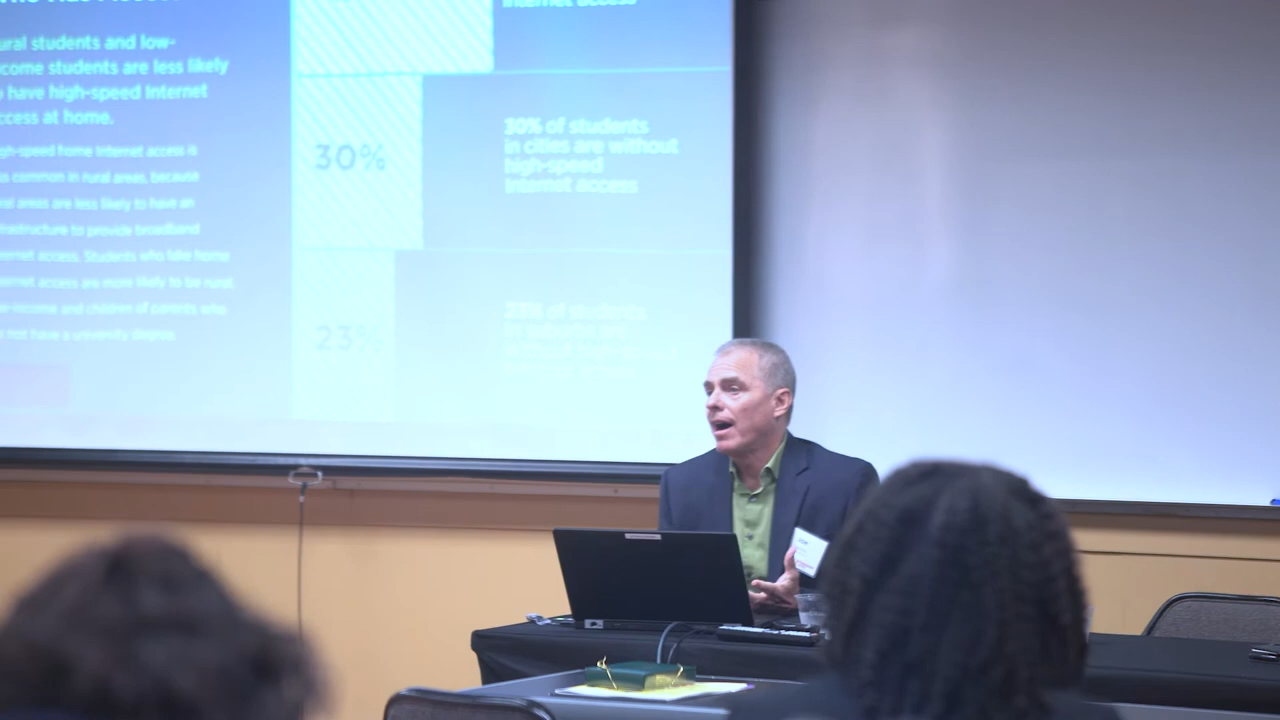 ural students and low-
come students are less likely
have high-speed Internet
ccess at home.
gh-speed home Internet access is
s common in rural areas, because
ral areas are less likely to have an
frastructure to provide broadband
ernet access. Students who take home
ernet access are more likely to be rural,
w-income and children of parents who
not have a university degree.
Internet access
30%
30% of students
in cities are without
high-speed
Internet access
23%
23% of students